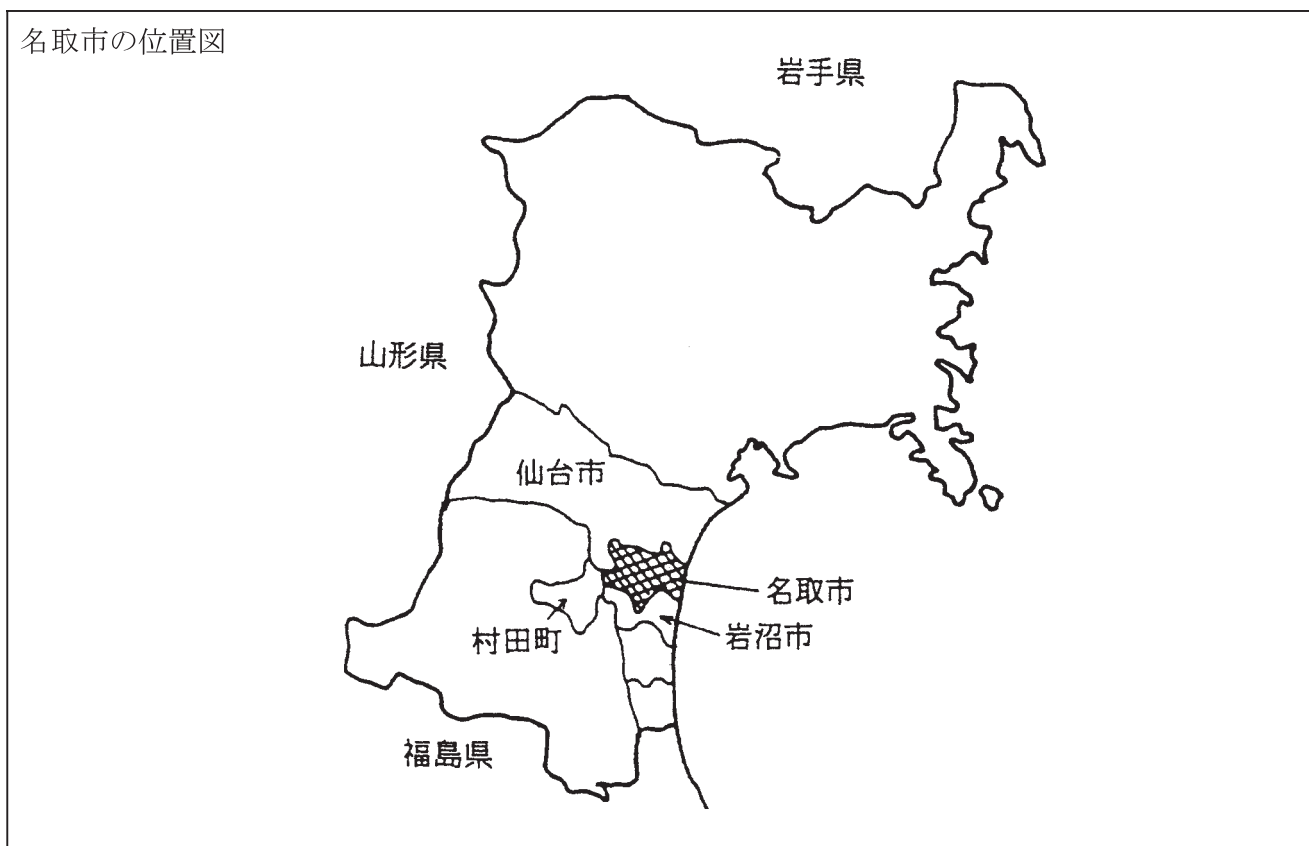 名取市の位置図
岩手県
山形県
仙台市
名取市
岩沼市
村田町
福島県